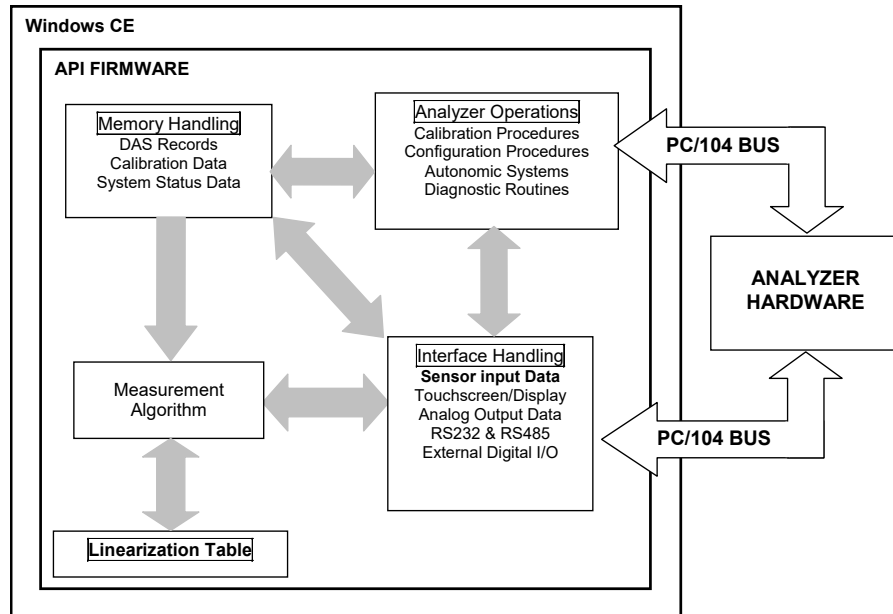 Windows CE
API FIRMWARE
Memory Handling
DAS Records
Calibration Data
System Status Data
Analyzer Operations
Calibration Procedures
Configuration Procedures
Autonomic Systems
Diagnostic Routines
PC/104 BUS
ANALYZER
HARDWARE
Measurement
Algorithm
Interface Handling
Sensor input Data
Touchscreen/Display
Analog Output Data
RS232 & RS485
External Digital I/O
PC/104 BUS
Linearization Table